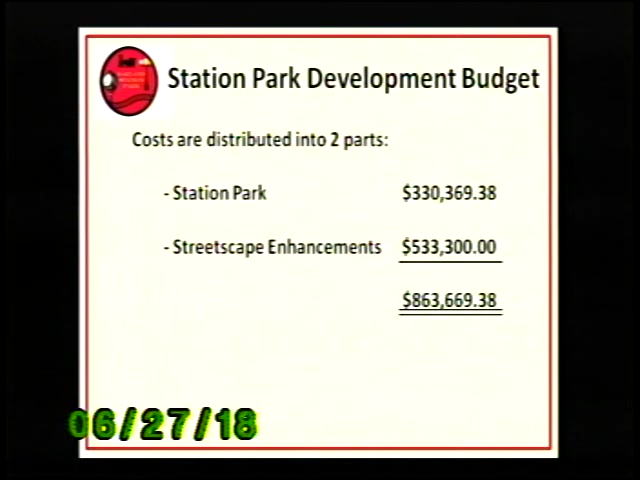 Station Park Development Budget
Costs are distributed into 2 parts:
- Station Park $330,369.38
- Streetscape Enhancements $533,300.00
$863,669.38
06/27/18